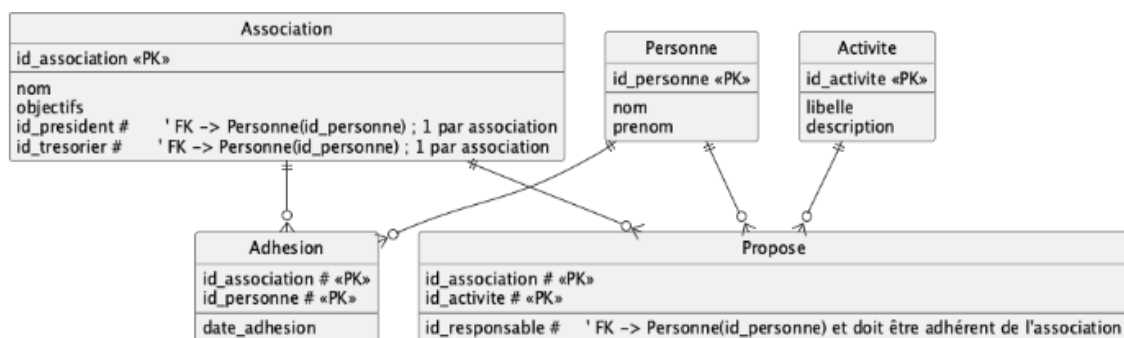 Association
id_association «PK»
nom
objectifs
id_president # ' FK -> Personne(id_personne) ; 1 par association
id_tresorier # ' FK -> Personne(id_personne) ; 1 par association
Personne
id_personne «PK»
nom
prenom
Activite
id_activite «PK»
libelle
description
Adhesion
id_association # «PK»
id_personne # «PK»
date_adhesion
Propose
id_association # «PK»
id_activite # «PK»
id_responsable # ' FK -> Personne(id_personne) et doit être adhérent de l'association